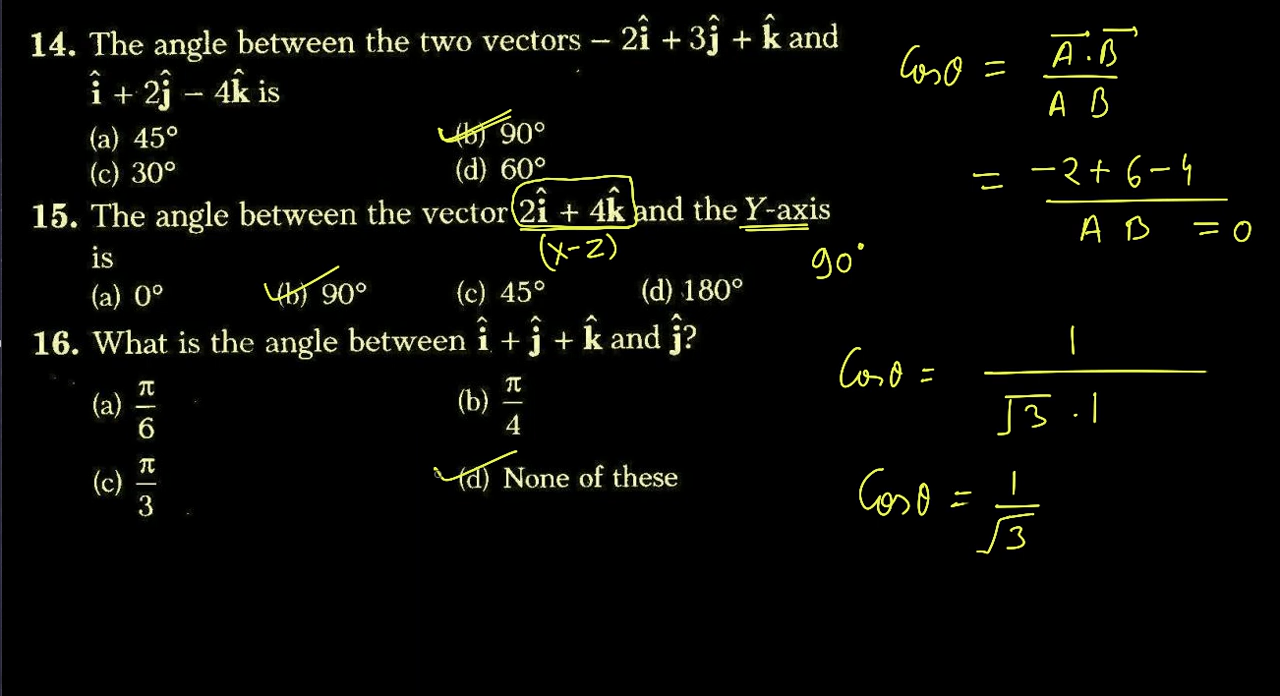 14. The angle between the two vectors − 2î + 3ĵ + k̂ and
î + 2ĵ − 4k̂ is
(a) 45° (b) 90°
(c) 30° (d) 60°
15. The angle between the vector 2î + 4k̂ and the Y-axis
is
(x-z)
90°
(a) 0° (b) 90° (c) 45° (d) 180°
16. What is the angle between î + ĵ + k̂ and ĵ?
(a) π/6 (b) π/4
(c) π/3 (d) None of these
Cosθ = A⃗.B⃗ / A B
= -2+6-4 / A B = 0
Cosθ = 1 / √3 . 1
Cosθ = 1/√3